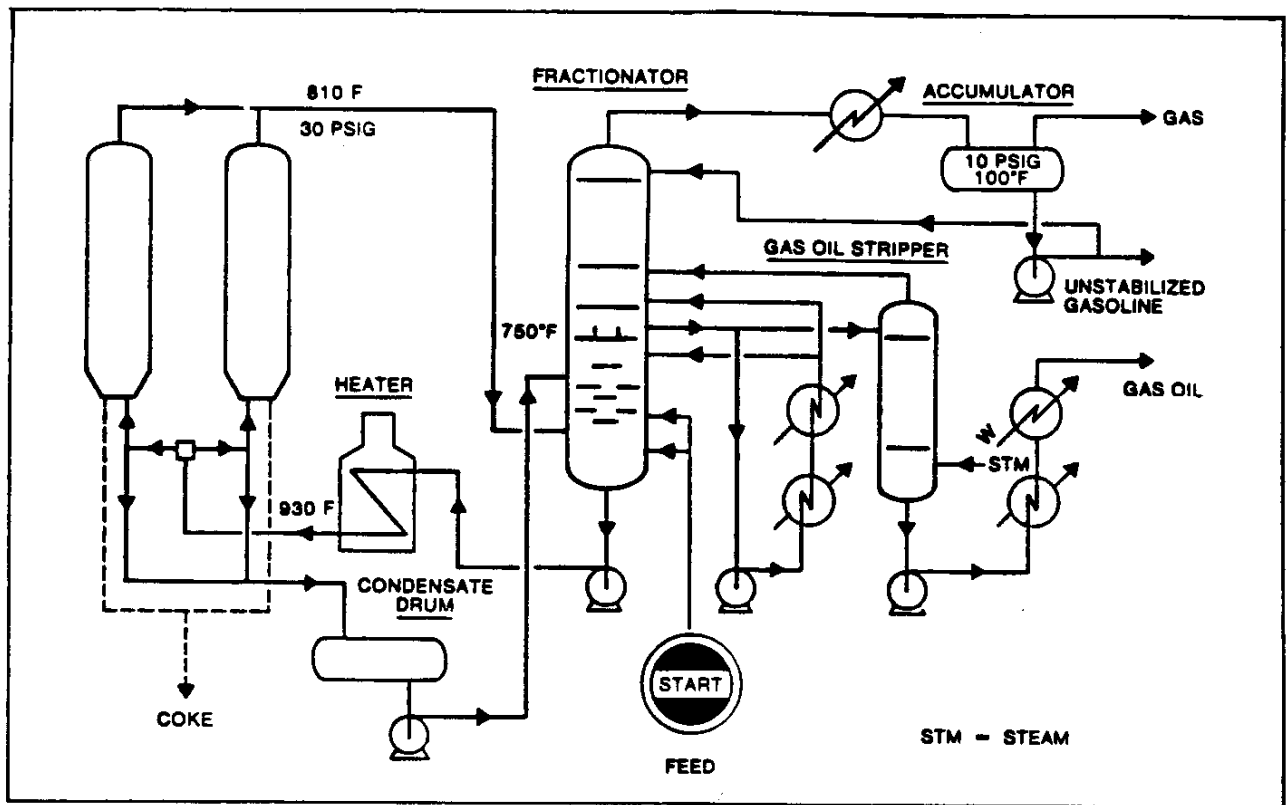 FRACTIONATOR
810 F
30 PSIG
ACCUMULATOR
GAS
10 PSIG
100°F
GAS OIL STRIPPER
UNSTABILIZED
GASOLINE
750°F
HEATER
GAS OIL
W
STM
930 F
CONDENSATE
DRUM
START
COKE
FEED
STM = STEAM